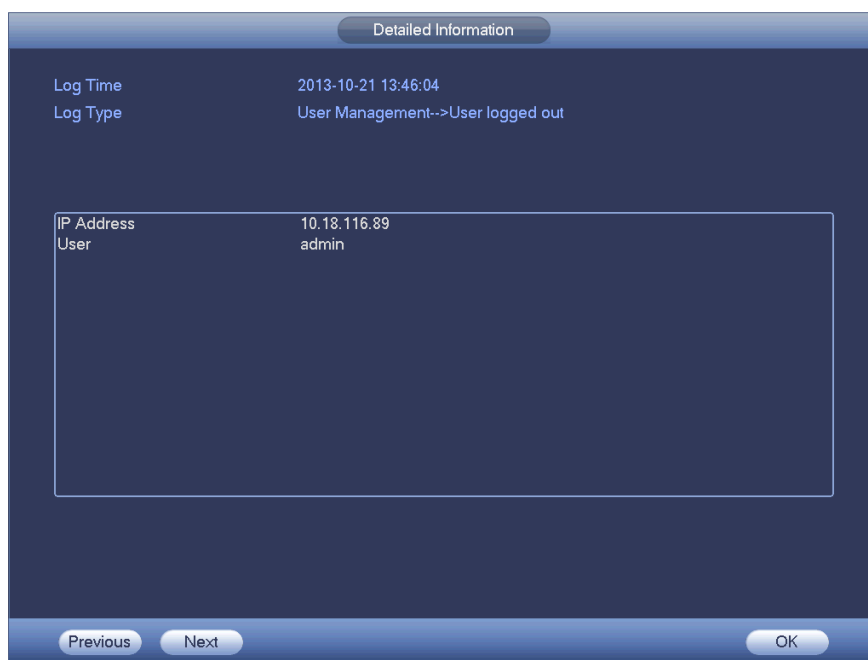 Detailed Information
Log Time 2013-10-21 13:46:04
Log Type User Management-->User logged out
IP Address 10.18.116.89
User admin
Previous Next OK